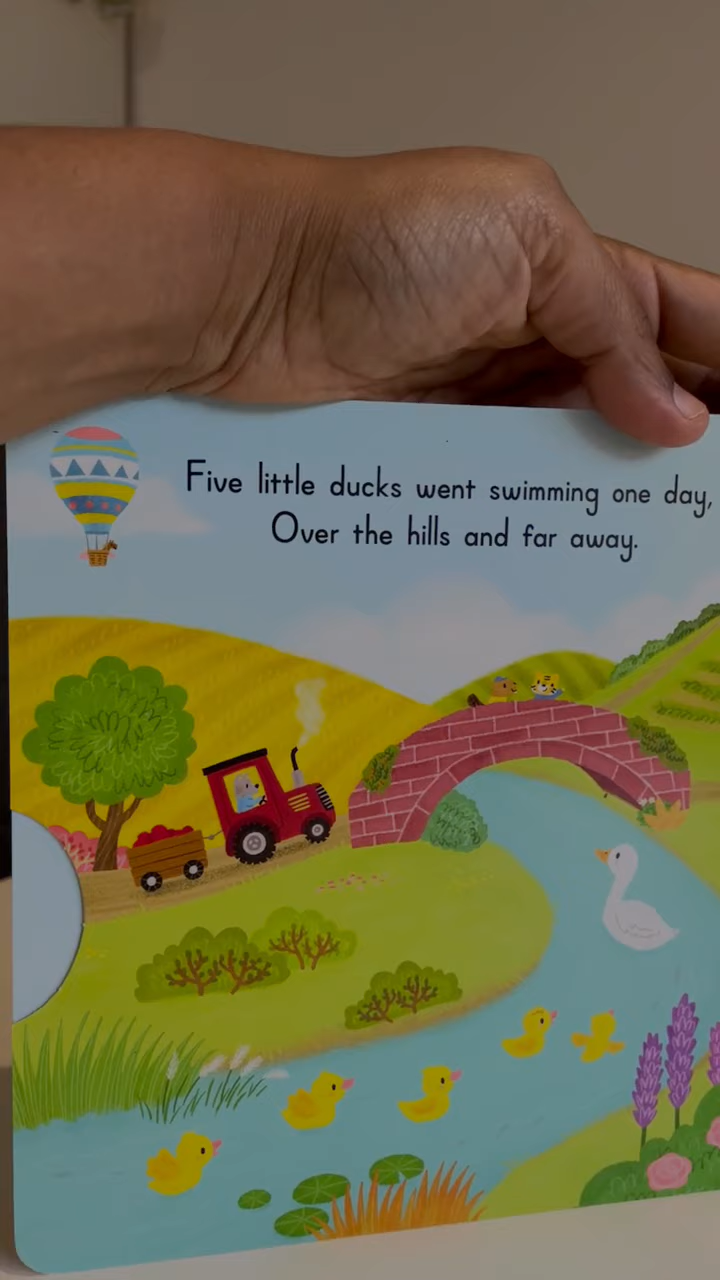 Five little ducks went swimming one day,
Over the hills and far away.